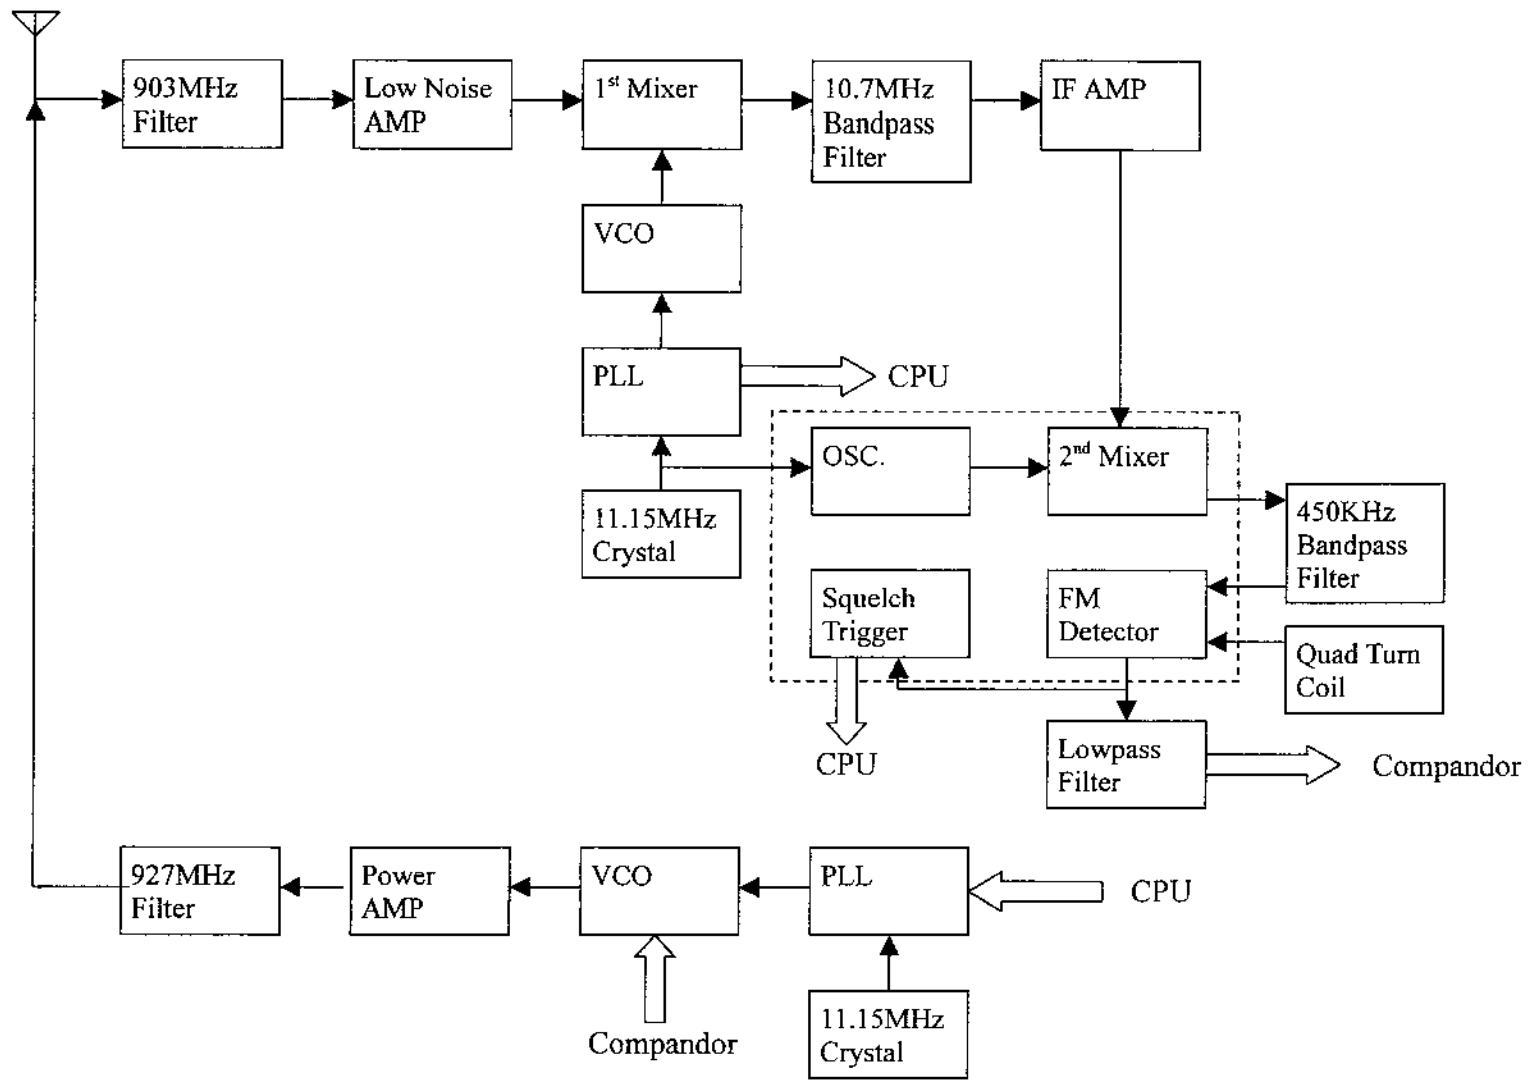 903MHz
Filter
Low Noise
AMP
1st Mixer
10.7MHz
Bandpass
Filter
IF AMP
VCO
PLL
CPU
OSC.
2nd Mixer
11.15MHz
Crystal
450KHz
Bandpass
Filter
Squelch
Trigger
FM
Detector
Quad Turn
Coil
CPU
Lowpass
Filter
Compandor
927MHz
Filter
Power
AMP
VCO
PLL
CPU
Compandor
11.15MHz
Crystal